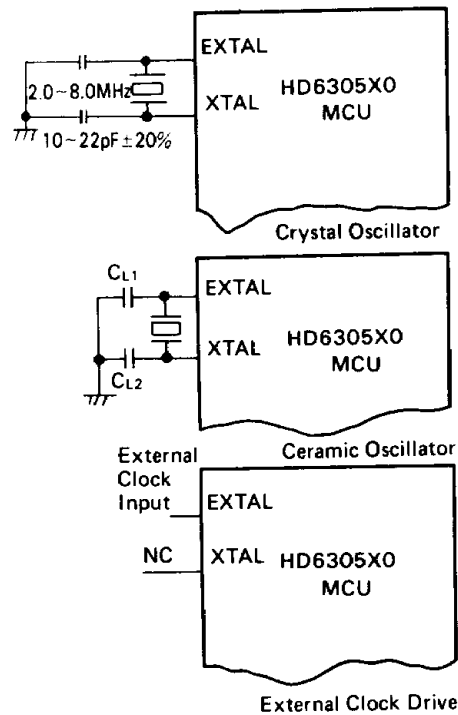 EXTAL
2.0~8.0MHz
HD6305X0
XTAL
MCU
10~22pF±20%
Crystal Oscillator
CL1
EXTAL
HD6305X0
XTAL
MCU
CL2
Ceramic Oscillator
External
Clock
Input
EXTAL
NC
XTAL
HD6305X0
MCU
External Clock Drive